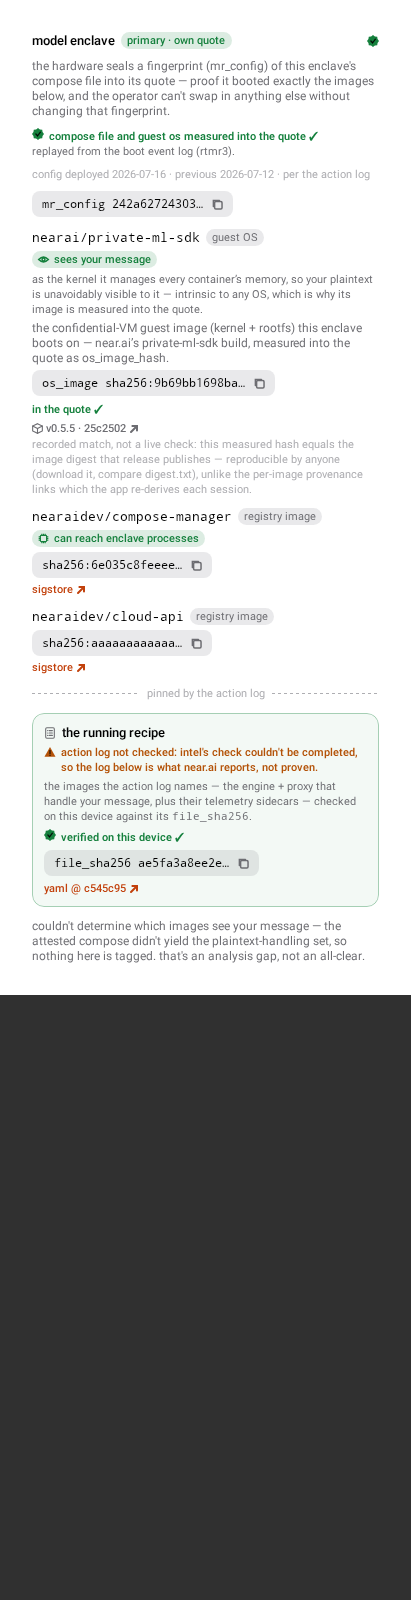 model enclave primary · own quote
the hardware seals a fingerprint (mr_config) of this enclave's
compose file into its quote — proof it booted exactly the images
below, and the operator can't swap in anything else without
changing that fingerprint.
compose file and guest os measured into the quote ✓
replayed from the boot event log (rtmr3).
config deployed 2026-07-16 · previous 2026-07-12 · per the action log
mr_config 242a62724303…
nearai/private-ml-sdk guest OS
sees your message
as the kernel it manages every container's memory, so your plaintext
is unavoidably visible to it — intrinsic to any OS, which is why its
image is measured into the quote.
the confidential-VM guest image (kernel + rootfs) this enclave
boots on — near.ai's private-ml-sdk build, measured into the
quote as os_image_hash.
os_image sha256:9b69bb1698ba…
in the quote ✓
v0.5.5 · 25c2502
recorded match, not a live check: this measured hash equals the
image digest that release publishes — reproducible by anyone
(download it, compare digest.txt), unlike the per-image provenance
links which the app re-derives each session.
nearaidev/compose-manager registry image
can reach enclave processes
sha256:6e035c8feeee…
sigstore
nearaidev/cloud-api registry image
sha256:aaaaaaaaaaaa…
sigstore
pinned by the action log
the running recipe
action log not checked: intel's check couldn't be completed,
so the log below is what near.ai reports, not proven.
the images the action log names — the engine + proxy that
handle your message, plus their telemetry sidecars — checked
on this device against its file_sha256.
verified on this device ✓
file_sha256 ae5fa3a8ee2e…
yaml @ c545c95
couldn't determine which images see your message — the
attested compose didn't yield the plaintext-handling set, so
nothing here is tagged. that's an analysis gap, not an all-clear.